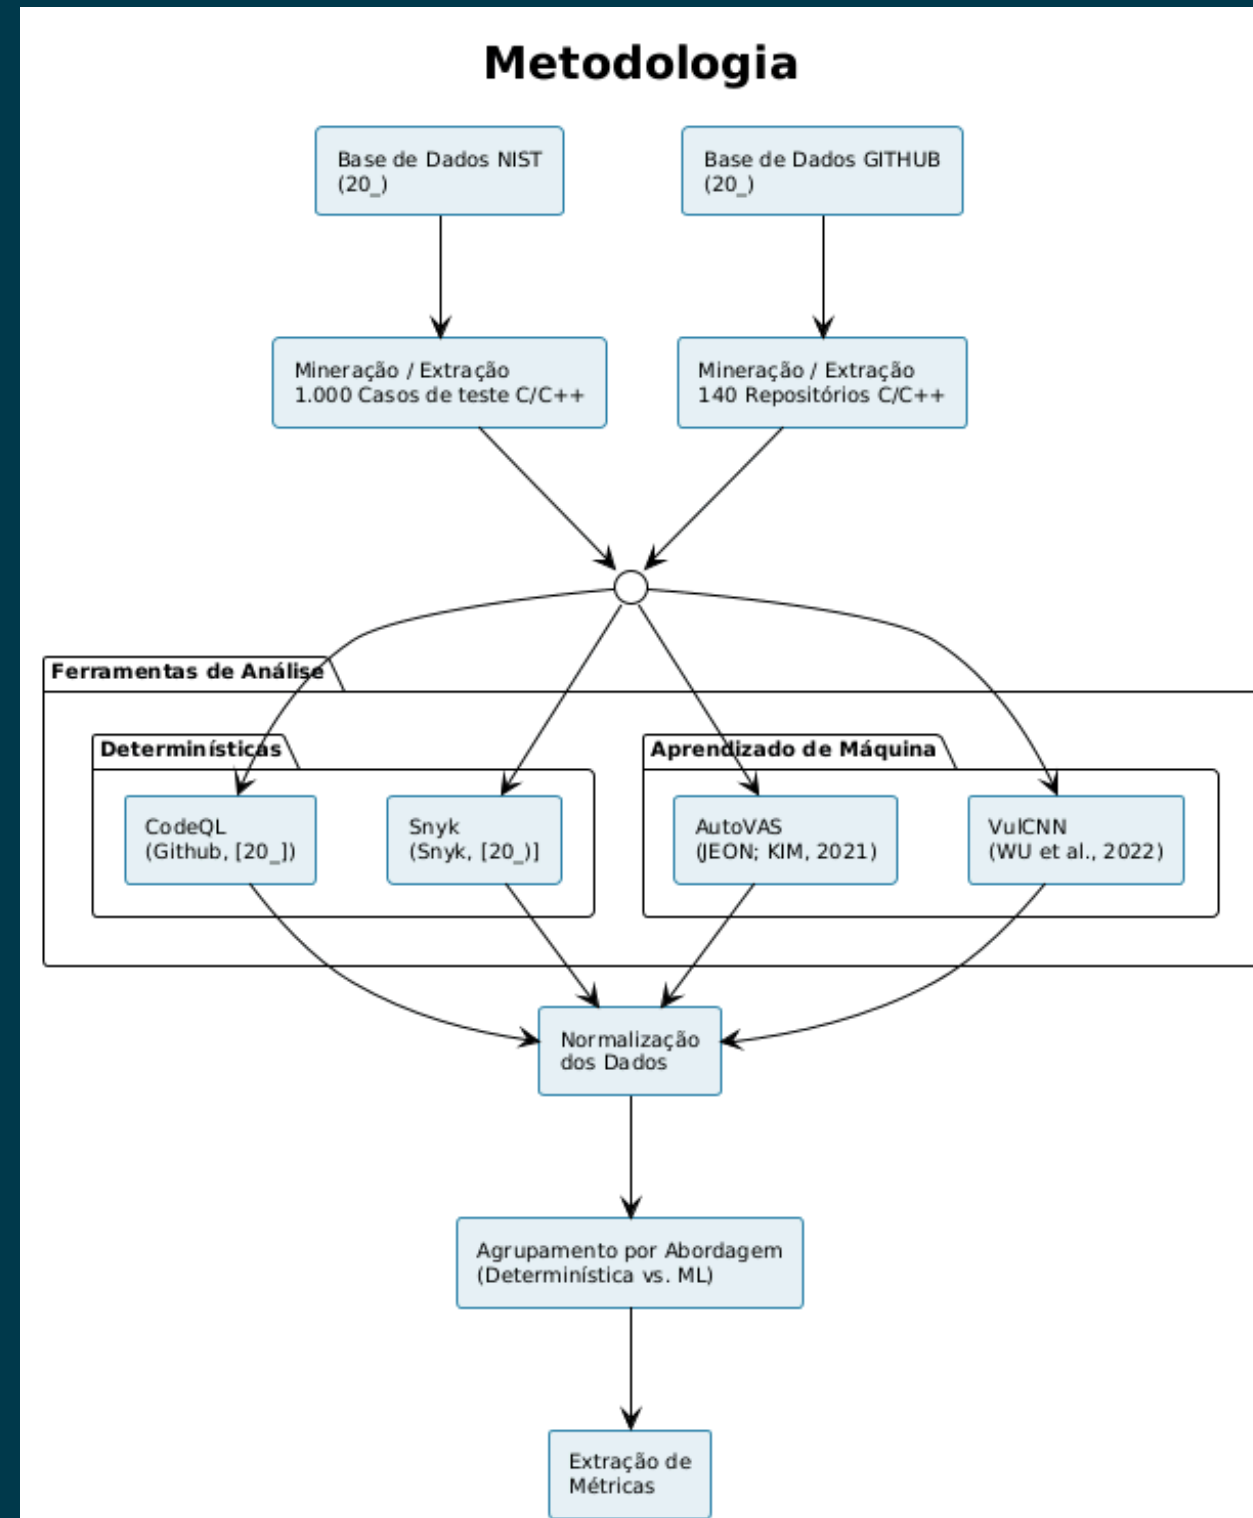 Metodologia
Base de Dados NIST
(20_)
Base de Dados GITHUB
(20_)
Mineração / Extração
1.000 Casos de teste C/C++
Mineração / Extração
140 Repositórios C/C++
Ferramentas de Análise
Determinísticas
Aprendizado de Máquina
CodeQL
(Github, [20_])
Snyk
(Snyk, [20_)]
AutoVAS
(JEON; KIM, 2021)
VulCNN
(WU et al., 2022)
Normalização
dos Dados
Agrupamento por Abordagem
(Determinística vs. ML)
Extração de
Métricas